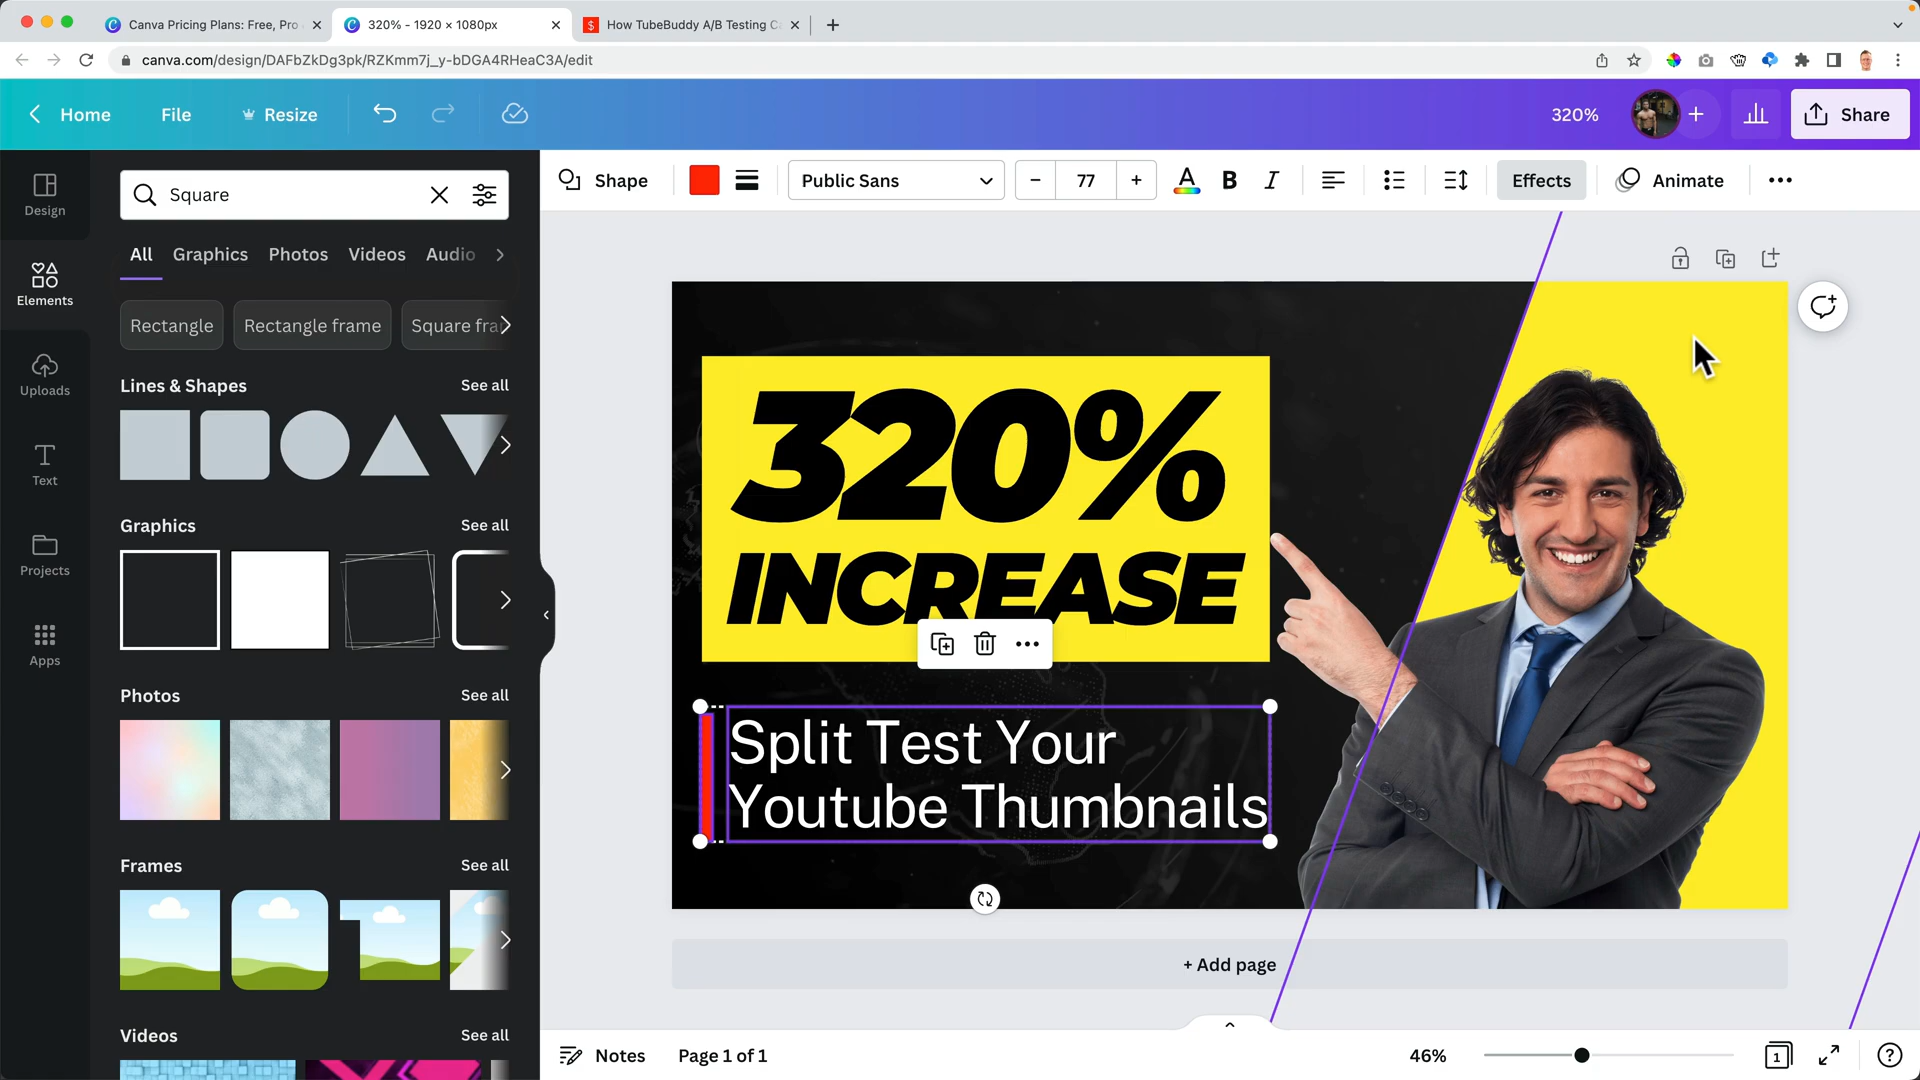 Canva Pricing Plans: Free, Pro
320% - 1920 × 1080px
How TubeBuddy A/B Testing C
canva.com/design/DAFbZkDg3pk/RZKmm7j_y-bDGA4RHeaC3A/edit
Home
File
Resize
320%
Share
Design
Elements
Uploads
Text
Projects
Apps
Square
All
Graphics
Photos
Videos
Audio
Rectangle
Rectangle frame
Square fra
Lines & Shapes
See all
Graphics
See all
Photos
See all
Frames
See all
Videos
See all
Shape
Public Sans
77
B
I
Effects
Animate
320%
INCREASE
Split Test Your
Youtube Thumbnails
+ Add page
Notes
Page 1 of 1
46%
1